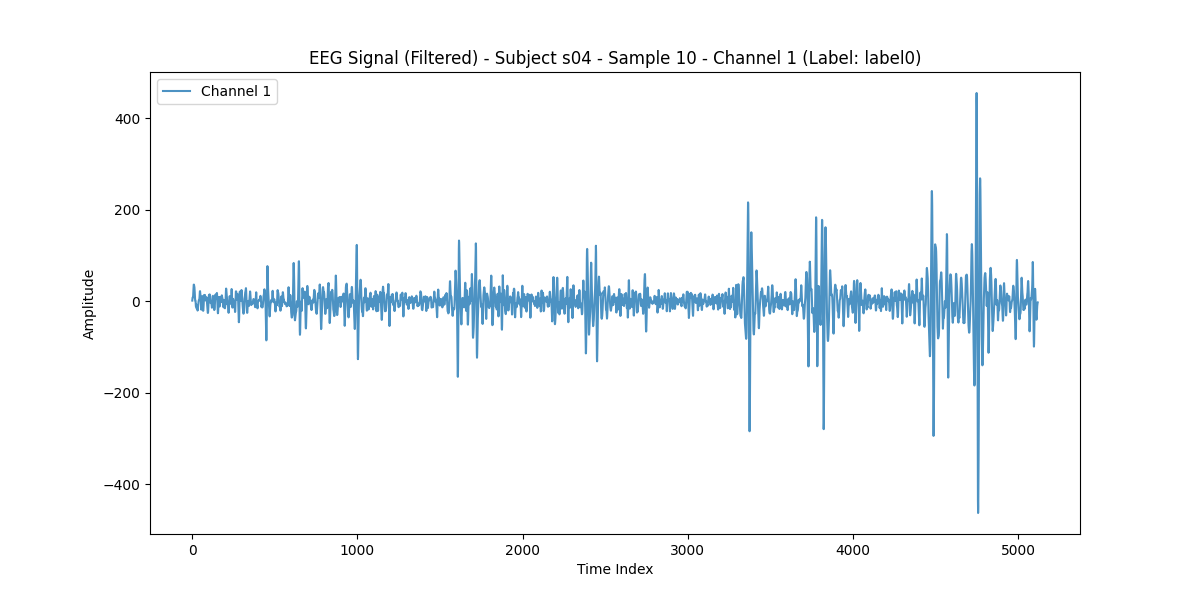 EEG Signal (Filtered) - Subject s04 - Sample 10 - Channel 1 (Label: label0)
Channel 1
Amplitude
400
200
0
−200
−400
0 1000 2000 3000 4000 5000
Time Index